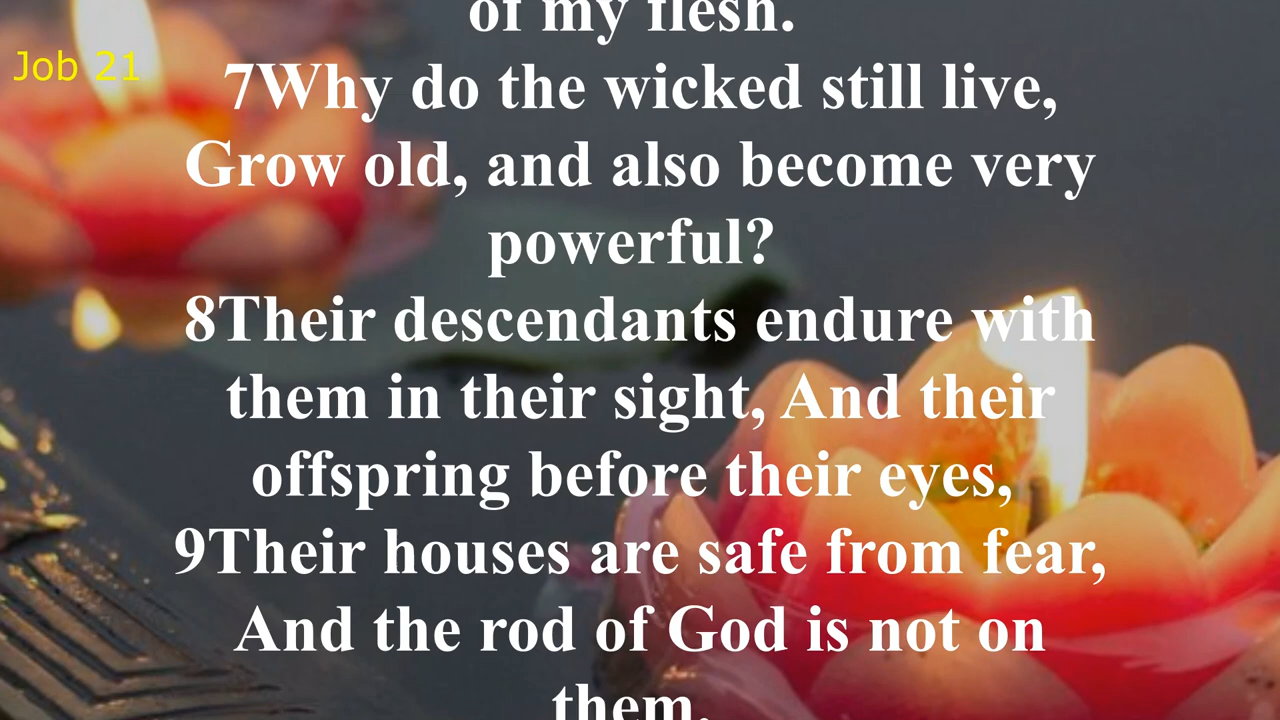 of my flesh.
Job 21
7Why do the wicked still live,
Grow old, and also become very
powerful?
8Their descendants endure with
them in their sight, And their
offspring before their eyes,
9Their houses are safe from fear,
And the rod of God is not on
them.